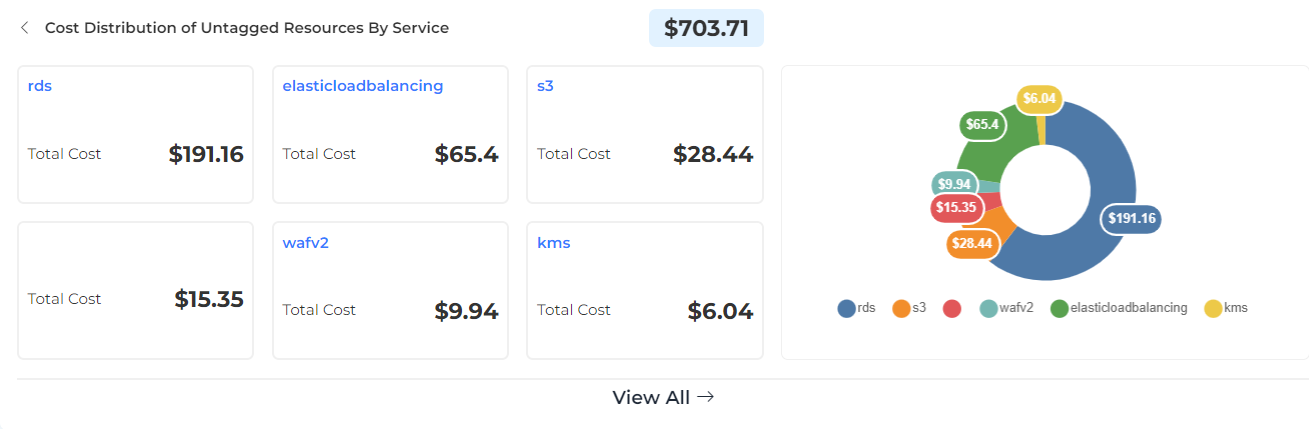 Cost Distribution of Untagged Resources By Service
$703.71
rds
Total Cost $191.16
elasticloadbalancing
Total Cost $65.4
s3
Total Cost $28.44
Total Cost $15.35
wafv2
Total Cost $9.94
kms
Total Cost $6.04
$6.04
$65.4
$9.94
$15.35
$28.44
$191.16
rds s3 wafv2 elasticloadbalancing kms
View All →